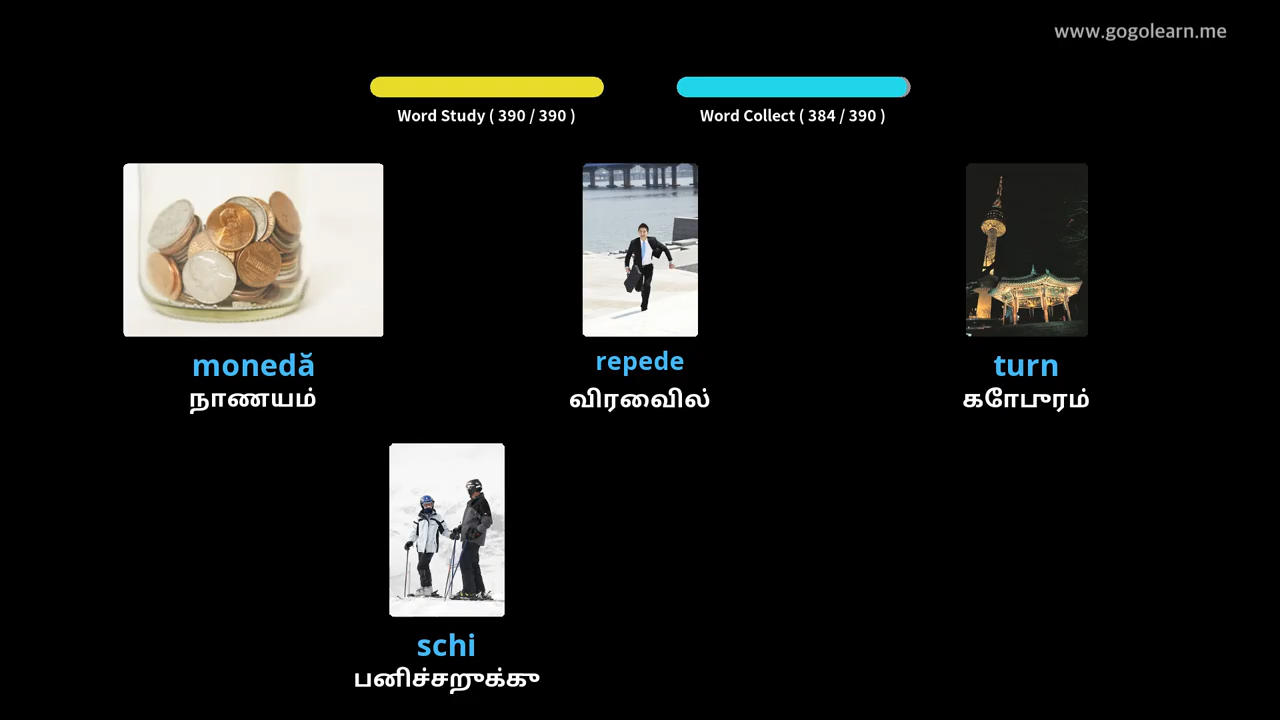 www.gogolearn.me
Word Study ( 390 / 390 )
Word Collect ( 384 / 390 )
monedă
நாணயம்
repede
விரைவில்
turn
கோபுரம்
schi
பனிச்சறுக்கு